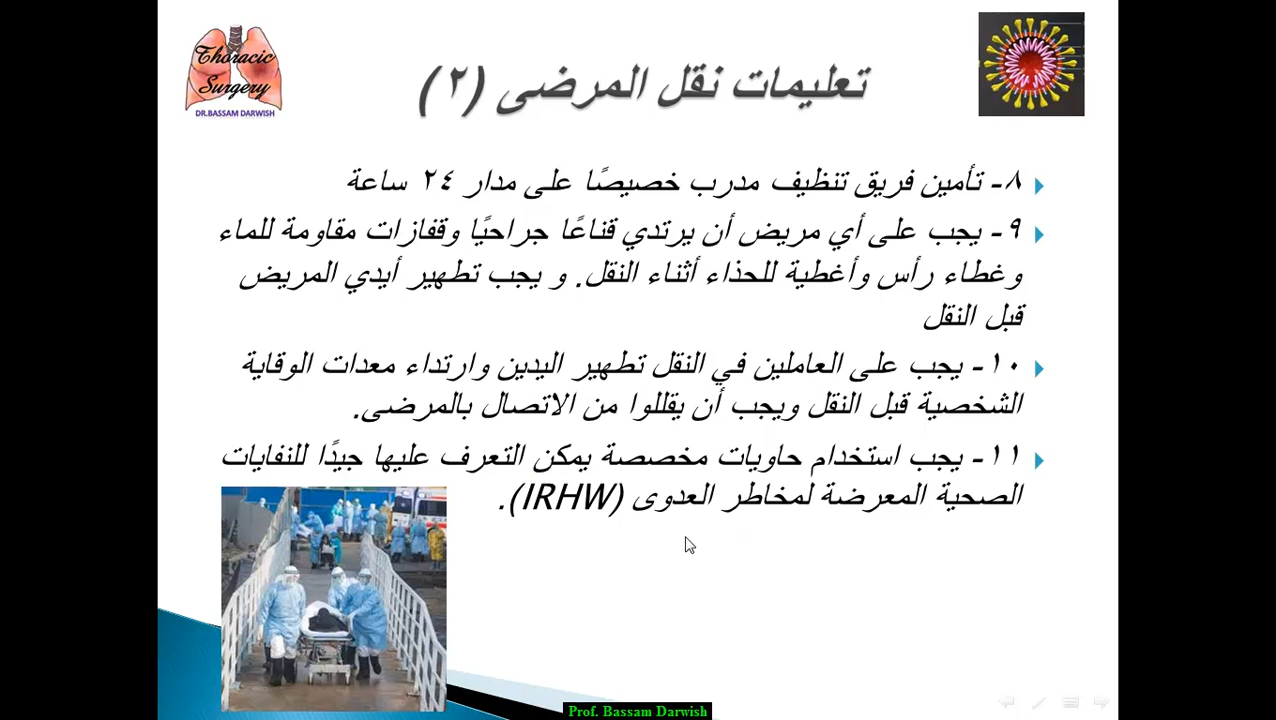 Thoracic
Surgery
DR.BASSAM DARWISH
تعليمات نقل المرضى (٢)
٨- تأمين فريق تنظيف مدرب خصيصًا على مدار ٢٤ ساعة
٩- يجب على أي مريض أن يرتدي قناعًا جراحيًا وقفازات مقاومة للماء
وغطاء رأس وأغطية للحذاء أثناء النقل. و يجب تطهير أيدي المريض
قبل النقل
١٠- يجب على العاملين في النقل تطهير اليدين وارتداء معدات الوقاية
الشخصية قبل النقل ويجب أن يقللوا من الاتصال بالمرضى.
١١- يجب استخدام حاويات مخصصة يمكن التعرف عليها جيدًا للنفايات
الصحية المعرضة لمخاطر العدوى (IRHW).
Prof. Bassam Darwish